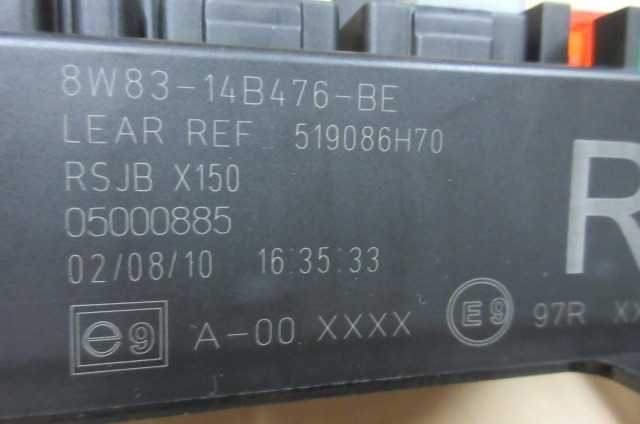 8W83-14B476-BE
LEAR REF 519086H70
RSJB X150
05000885
02/08/10 16:35:33
e9 A-00 XXXX E9 97R XX
R